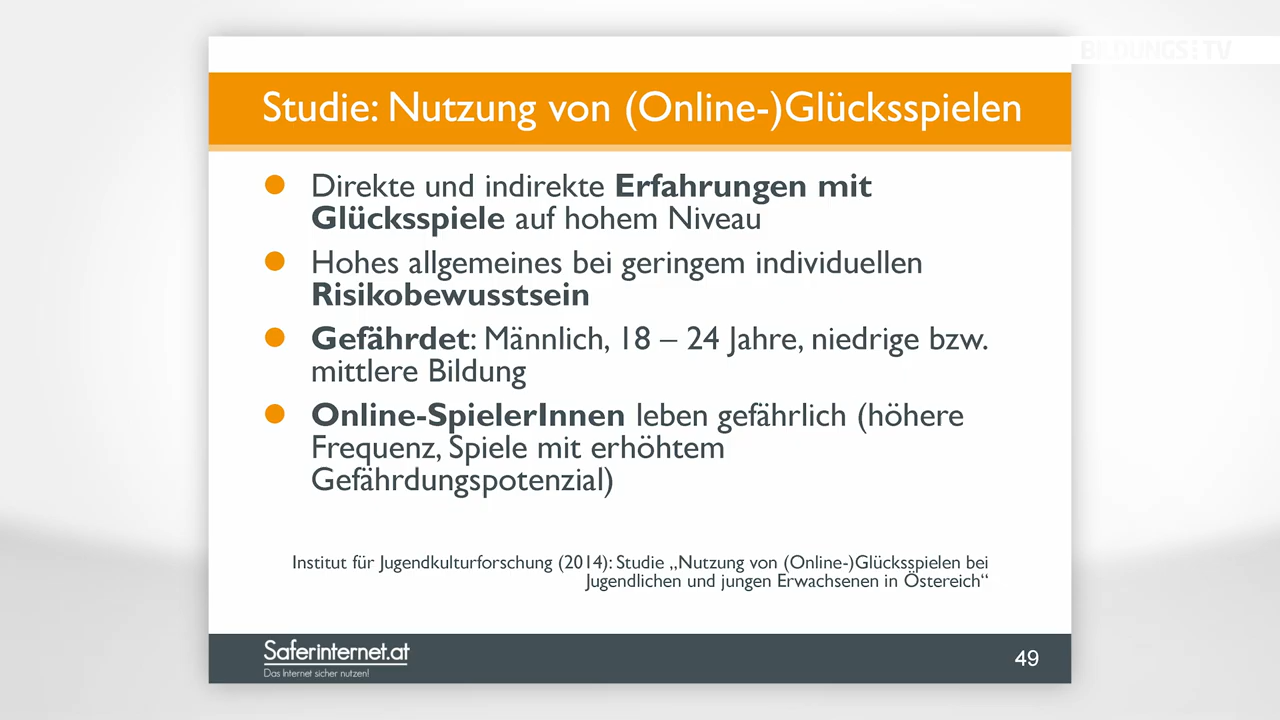 BILDUNGS:TV
Studie: Nutzung von (Online-)Glücksspielen
Direkte und indirekte Erfahrungen mit
Glücksspiele auf hohem Niveau
Hohes allgemeines bei geringem individuellen
Risikobewusstsein
Gefährdet: Männlich, 18 – 24 Jahre, niedrige bzw.
mittlere Bildung
Online-SpielerInnen leben gefährlich (höhere
Frequenz, Spiele mit erhöhtem
Gefährdungspotenzial)
Institut für Jugendkulturforschung (2014): Studie „Nutzung von (Online-)Glücksspielen bei
Jugendlichen und jungen Erwachsenen in Östereich“
Saferinternet.at
Das Internet sicher nutzen!
49